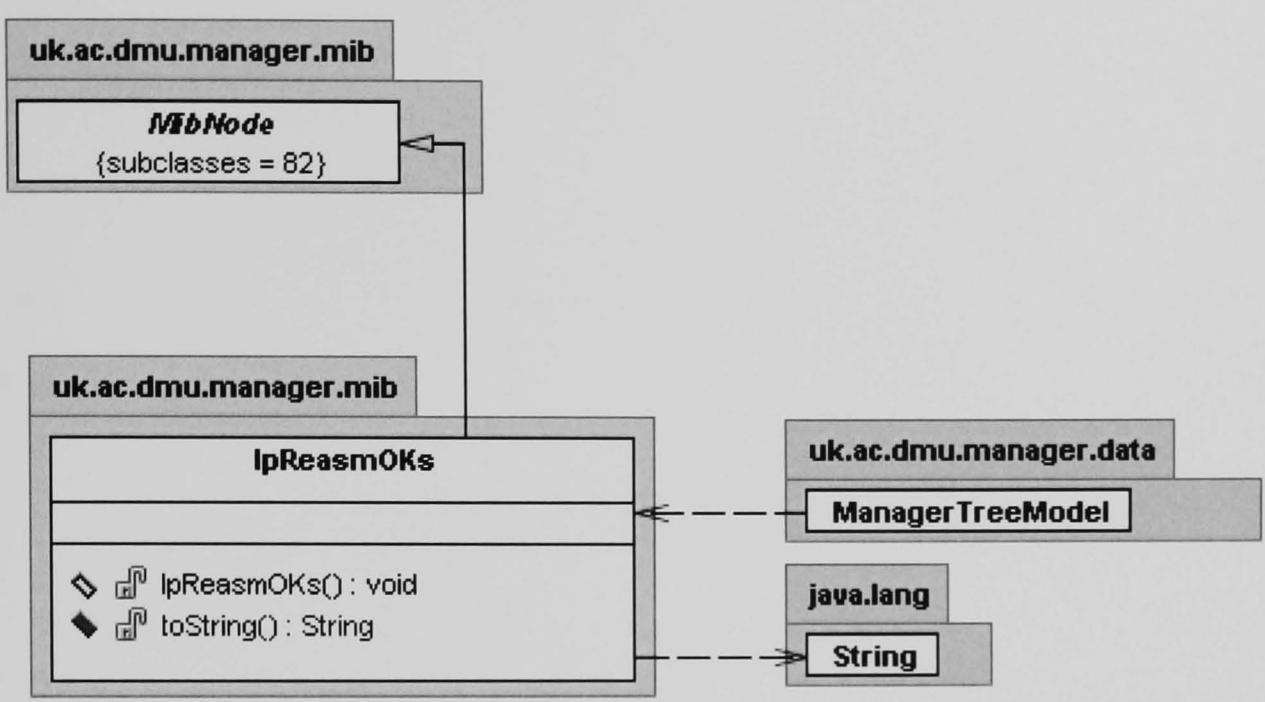 uk.ac.dmu.manager.mib
MibNode
{subclasses = 82}
uk.ac.dmu.manager.mib
IpReasmOKs
IpReasmOKs() : void
toString() : String
uk.ac.dmu.manager.data
ManagerTreeModel
java.lang
String